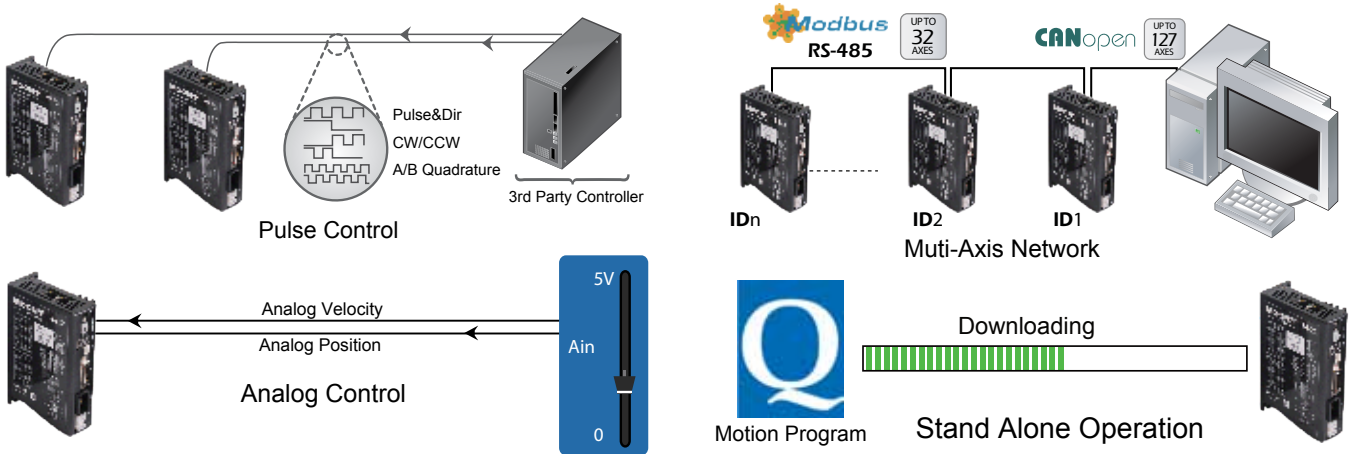 Pulse&Dir
CW/CCW
A/B Quadrature
3rd Party Controller
Pulse Control
Modbus
RS-485
UP TO
32
AXES
CANopen
UP TO
127
AXES
IDn
ID2
ID1
Muti-Axis Network
Analog Velocity
Analog Position
Analog Control
5V
Ain
0
Q
Motion Program
Downloading
Stand Alone Operation